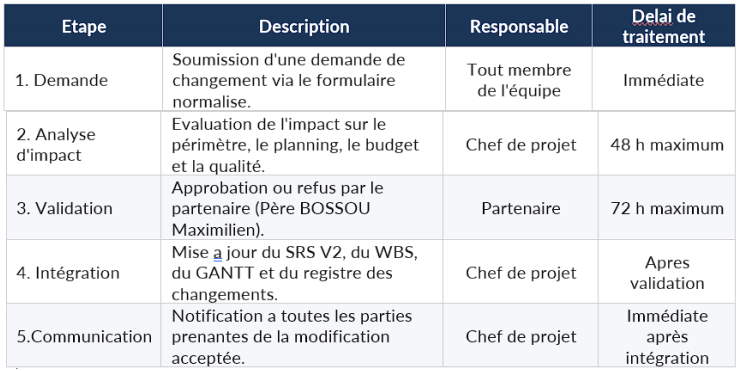 Etape
Description
Responsable
Delai de
traitement
1. Demande
Soumission d'une demande de
changement via le formulaire
normalise.
Tout membre
de l'équipe
Immédiate
2. Analyse
d'impact
Evaluation de l'impact sur le
périmètre, le planning, le budget
et la qualité.
Chef de projet
48 h maximum
3. Validation
Approbation ou refus par le
partenaire (Père BOSSOU
Maximilien).
Partenaire
72 h maximum
4. Intégration
Mise a jour du SRS V2, du WBS,
du GANTT et du registre des
changements.
Chef de projet
Apres
validation
5.Communication
Notification a toutes les parties
prenantes de la modification
acceptée.
Chef de projet
Immédiate
après
intégration